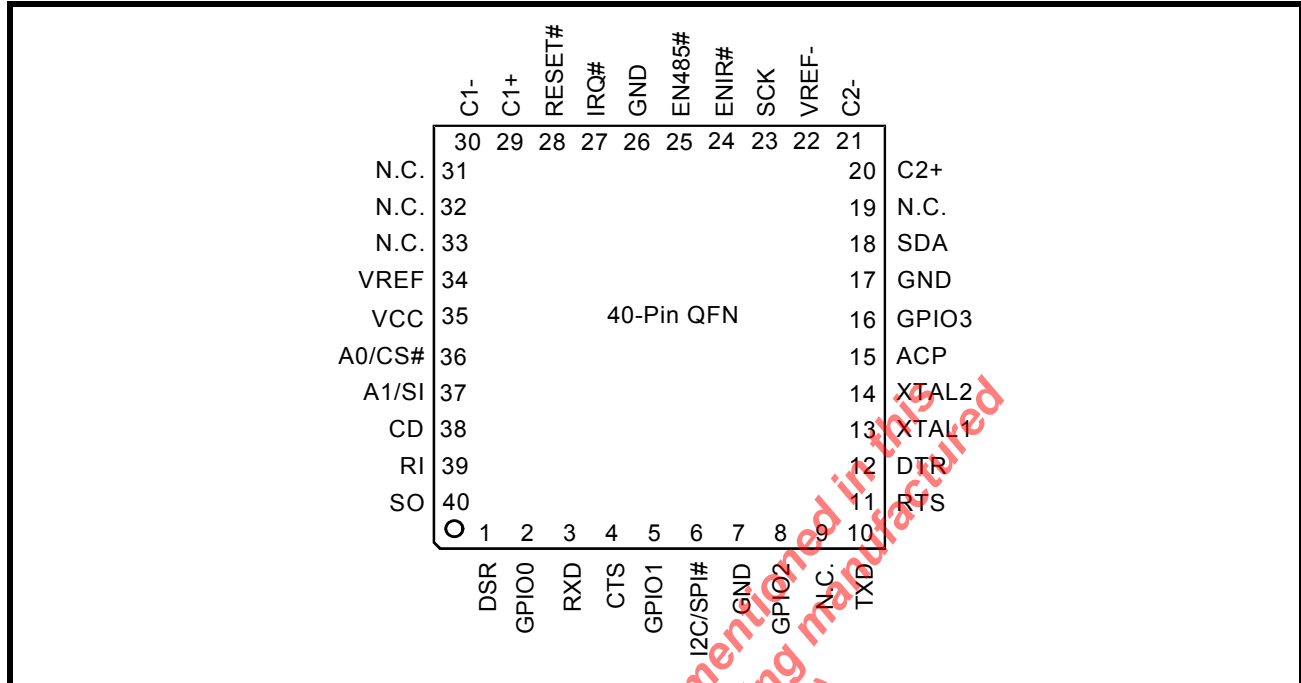 C1- C1+ RESET# IRQ# GND EN485# ENIR# SCK VREF- C2-
30 29 28 27 26 25 24 23 22 21
N.C. 31 20 C2+
N.C. 32 19 N.C.
N.C. 33 18 SDA
VREF 34 17 GND
VCC 35 40-Pin QFN 16 GPIO3
A0/CS# 36 15 ACP
A1/SI 37 14 XTAL2
CD 38 13 XTAL1
RI 39 12 DTR
SO 40 11 RTS
1 2 3 4 5 6 7 8 9 10
DSR GPIO0 RXD CTS GPIO1 I2C/SPI# GND GPIO2 N.C. TXD
mentioned in this
manufactured